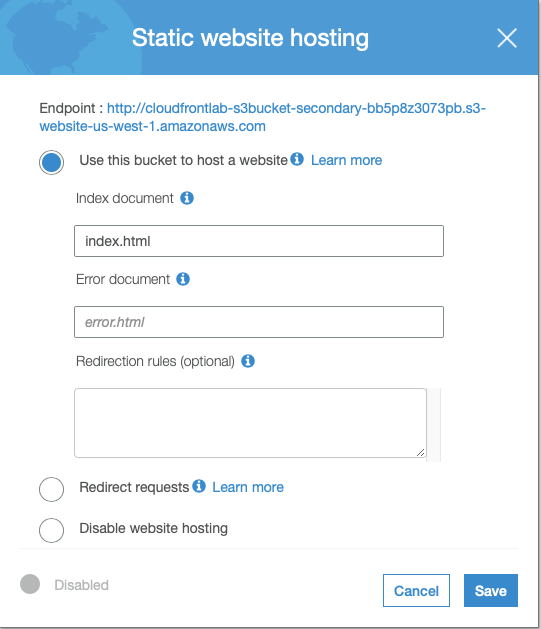 Static website hosting
Endpoint : http://cloudfrontlab-s3bucket-secondary-bb5p8z3073pb.s3-
website-us-west-1.amazonaws.com
Use this bucket to host a website Learn more
Index document
index.html
Error document
error.html
Redirection rules (optional)
Redirect requests Learn more
Disable website hosting
Disabled
Cancel
Save